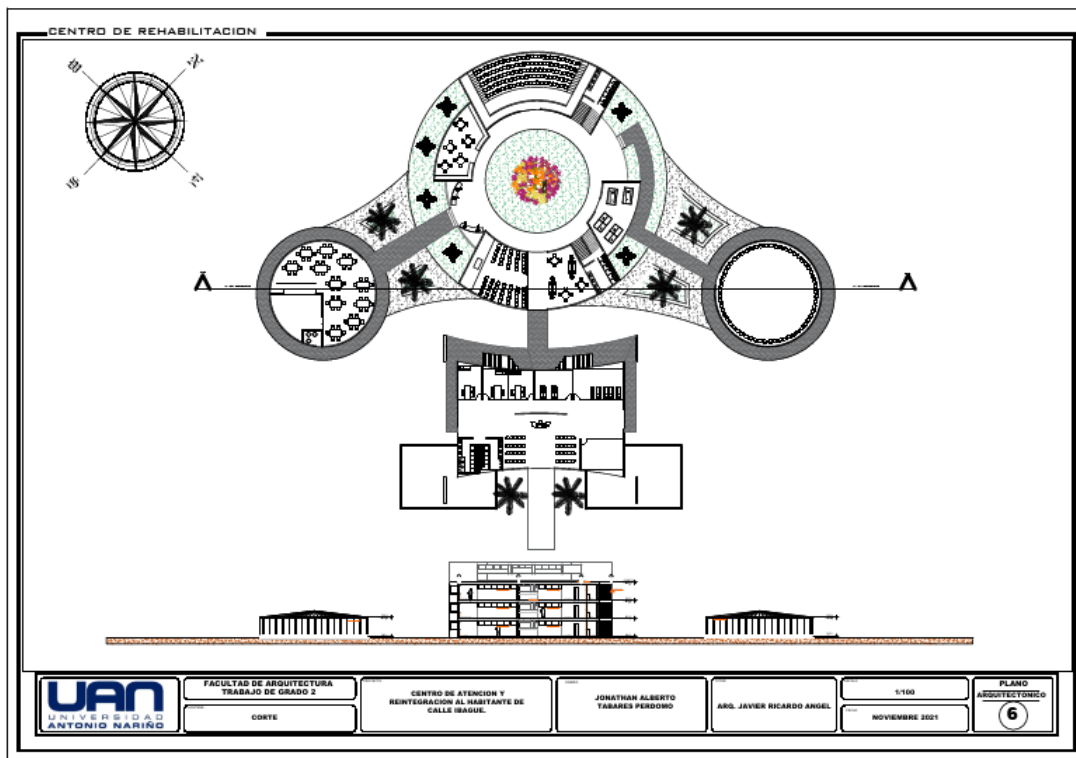 CENTRO DE REHABILITACION
A
A
UAN
UNIVERSIDAD
ANTONIO NARIÑO
FACULTAD DE ARQUITECTURA
TRABAJO DE GRADO 2
CORTE
CENTRO DE ATENCION Y
REINTEGRACION AL HABITANTE DE
CALLE IBAGUE.
JONATHAN ALBERTO
TABARES PERDOMO
ARQ. JAVIER RICARDO ANGEL
1/100
NOVIEMBRE 2021
PLANO
ARQUITECTONICO
6